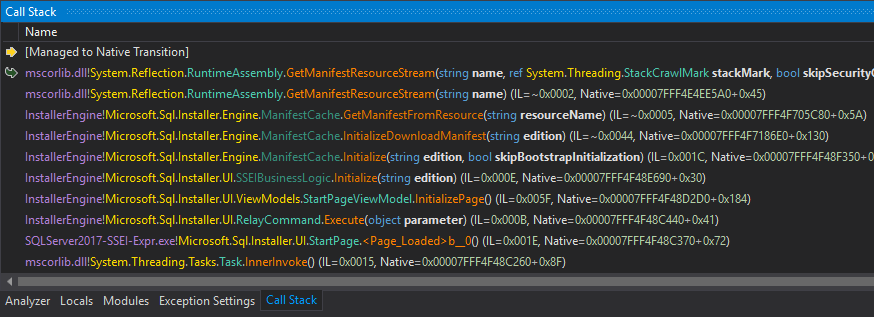 Call Stack
Name
[Managed to Native Transition]
mscorlib.dll!System.Reflection.RuntimeAssembly.GetManifestResourceStream(string name, ref System.Threading.StackCrawlMark stackMark, bool skipSecurityC
mscorlib.dll!System.Reflection.RuntimeAssembly.GetManifestResourceStream(string name) (IL=~0x0002, Native=0x00007FFF4E4EE5A0+0x45)
InstallerEngine!Microsoft.Sql.Installer.Engine.ManifestCache.GetManifestFromResource(string resourceName) (IL=~0x0005, Native=0x00007FFF4F705C80+0x5A)
InstallerEngine!Microsoft.Sql.Installer.Engine.ManifestCache.InitializeDownloadManifest(string edition) (IL=~0x0044, Native=0x00007FFF4F7186E0+0x130)
InstallerEngine!Microsoft.Sql.Installer.Engine.ManifestCache.Initialize(string edition, bool skipBootstrapInitialization) (IL=0x001C, Native=0x00007FFF4F48F350+0
InstallerEngine!Microsoft.Sql.Installer.UI.SSEIBusinessLogic.Initialize(string edition) (IL=0x000E, Native=0x00007FFF4F48E690+0x30)
InstallerEngine!Microsoft.Sql.Installer.UI.ViewModels.StartPageViewModel.InitializePage() (IL=0x005F, Native=0x00007FFF4F48D2D0+0x184)
InstallerEngine!Microsoft.Sql.Installer.UI.RelayCommand.Execute(object parameter) (IL=0x000B, Native=0x00007FFF4F48C440+0x41)
SQLServer2017-SSEI-Expr.exe!Microsoft.Sql.Installer.UI.StartPage.<Page_Loaded>b__0() (IL=0x001E, Native=0x00007FFF4F48C370+0x72)
mscorlib.dll!System.Threading.Tasks.Task.InnerInvoke() (IL=0x0015, Native=0x00007FFF4F48C260+0x8F)
Analyzer Locals Modules Exception Settings Call Stack